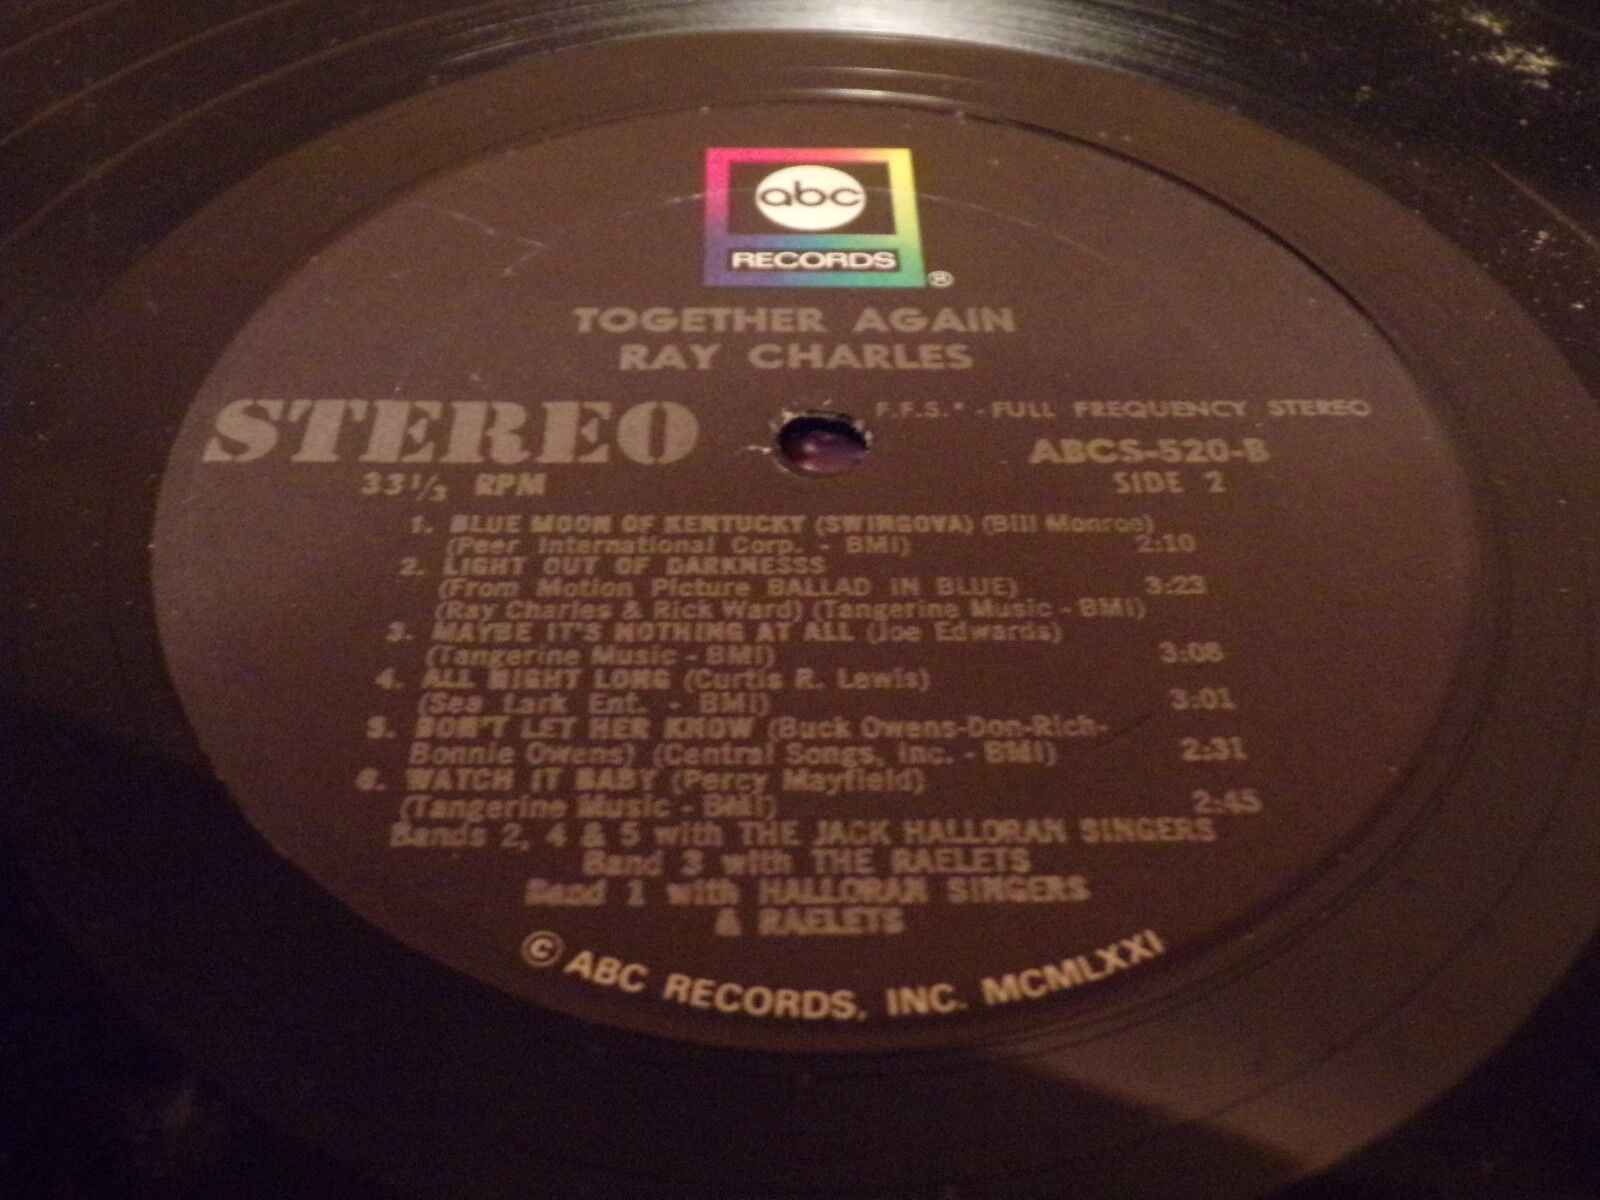 abc
RECORDS ®
TOGETHER AGAIN
RAY CHARLES
STEREO
F.F.S.* - FULL FREQUENCY STEREO
33 1/3 RPM
ABCS-520-B
SIDE 2
1. BLUE MOON OF KENTUCKY (SWINGOVA) (Bill Monroe)
(Peer International Corp. - BMI) 2:10
2. LIGHT OUT OF DARKNESSS
(From Motion Picture BALLAD IN BLUE) 3:23
(Ray Charles & Rick Ward) (Tangerine Music - BMI)
3. MAYBE IT'S NOTHING AT ALL (Joe Edwards)
(Tangerine Music - BMI) 3:08
4. ALL NIGHT LONG (Curtis R. Lewis)
(Sea Lark Ent. - BMI) 3:01
5. DON'T LET HER KNOW (Buck Owens-Don-Rich-
Bonnie Owens) (Central Songs, Inc. - BMI) 2:31
6. WATCH IT BABY (Percy Mayfield)
(Tangerine Music - BMI) 2:45
Bands 2, 4 & 5 with THE JACK HALLORAN SINGERS
Band 3 with THE RAELETS
Band 1 with HALLORAN SINGERS
& RAELETS
© ABC RECORDS, INC. MCMLXXI